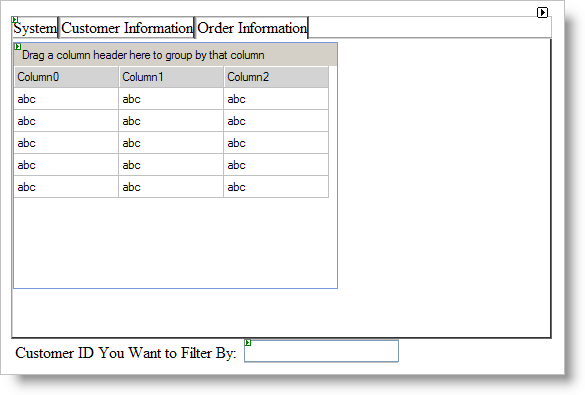 System Customer Information Order Information
Drag a column header here to group by that column
Column0 Column1 Column2
abc abc abc
abc abc abc
abc abc abc
abc abc abc
abc abc abc
Customer ID You Want to Filter By: